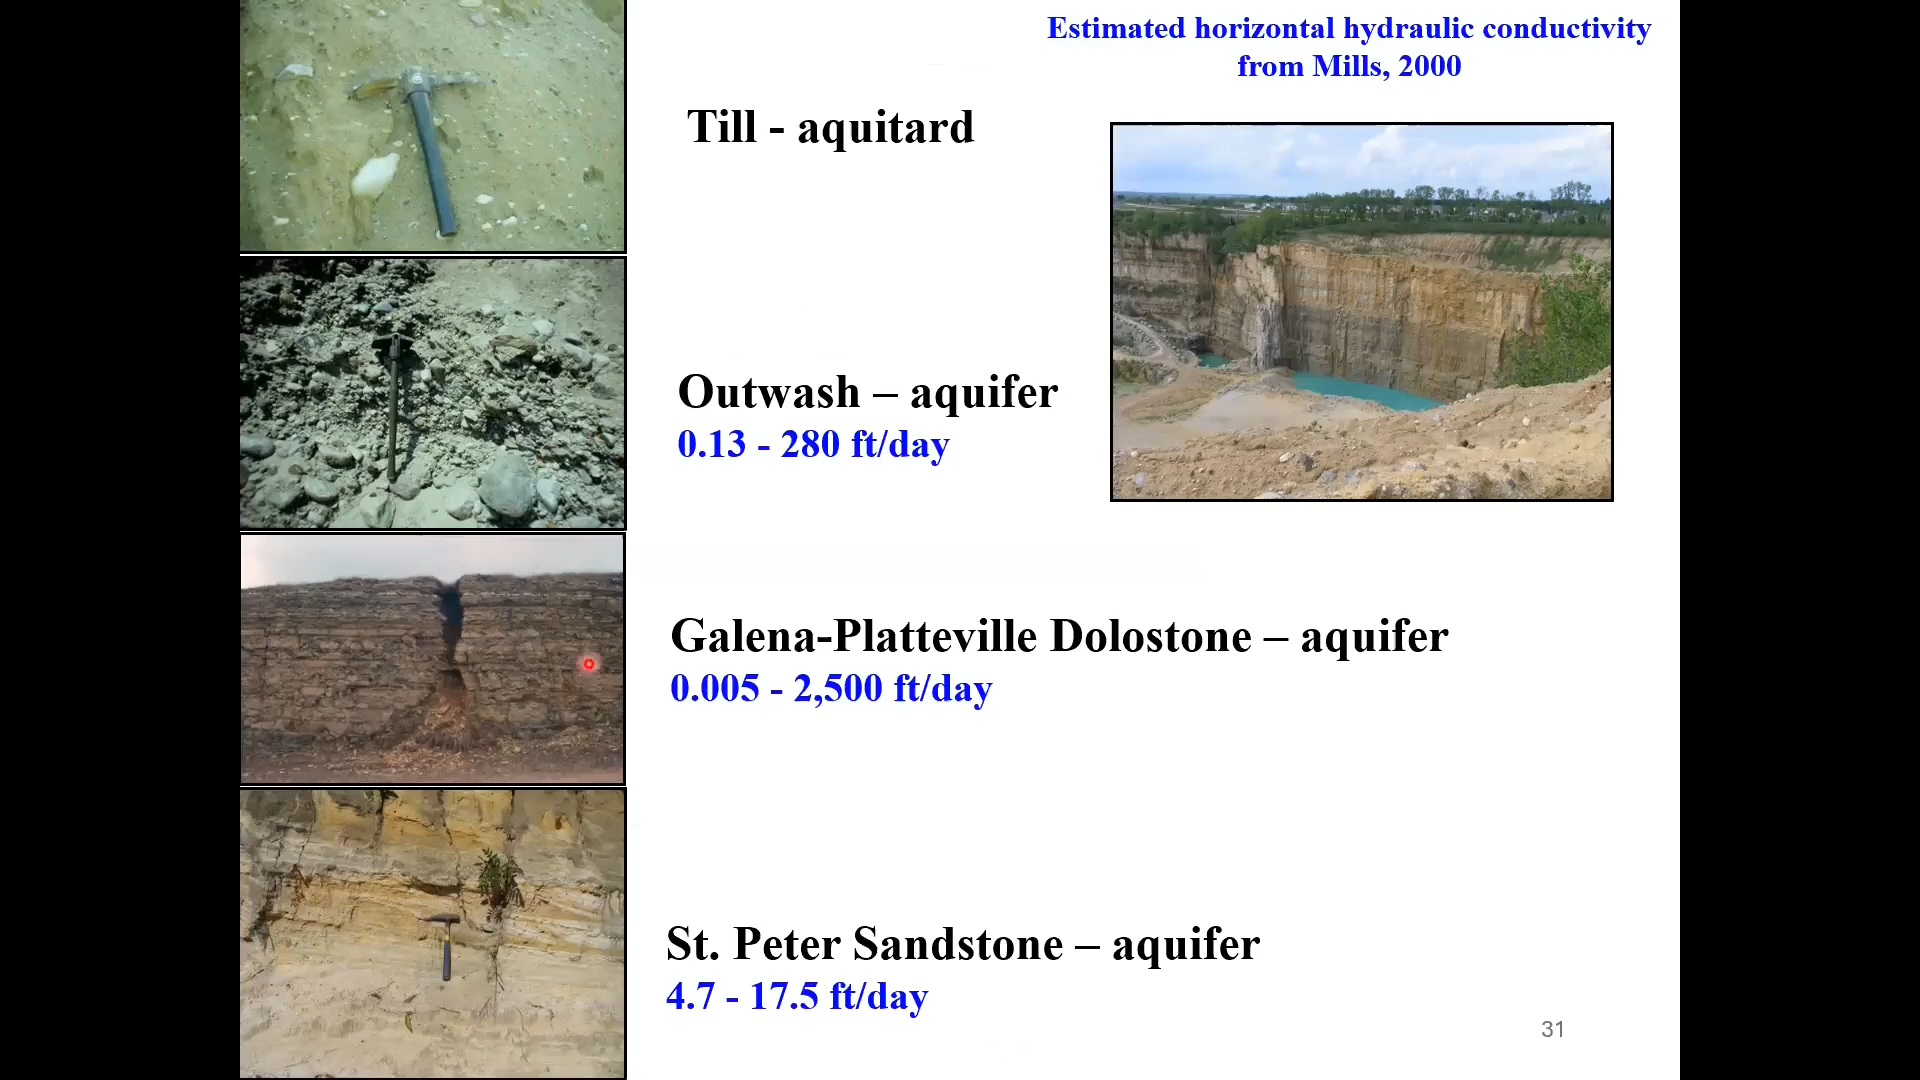 Estimated horizontal hydraulic conductivity
from Mills, 2000
Till - aquitard
Outwash – aquifer
0.13 - 280 ft/day
Galena-Platteville Dolostone – aquifer
0.005 - 2,500 ft/day
St. Peter Sandstone – aquifer
4.7 - 17.5 ft/day
31